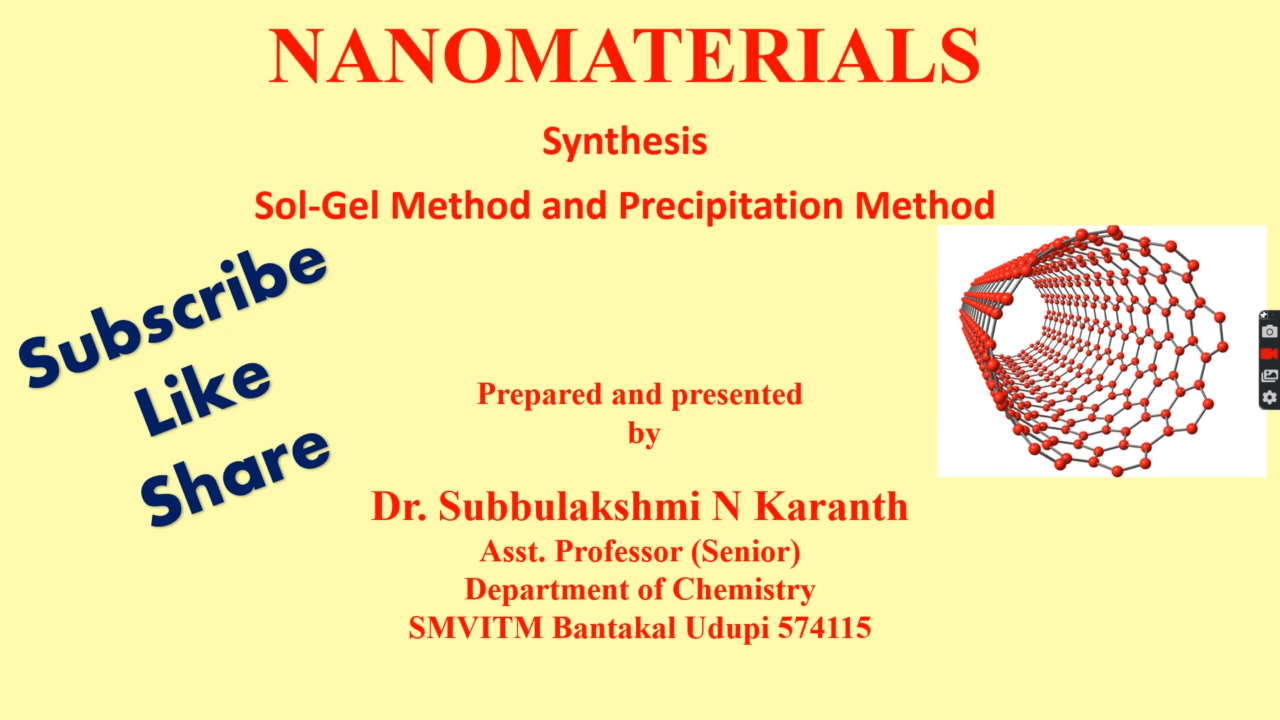 NANOMATERIALS
Synthesis
Sol-Gel Method and Precipitation Method
Subscribe
Like
Share
Prepared and presented
by
Dr. Subbulakshmi N Karanth
Asst. Professor (Senior)
Department of Chemistry
SMVITM Bantakal Udupi 574115